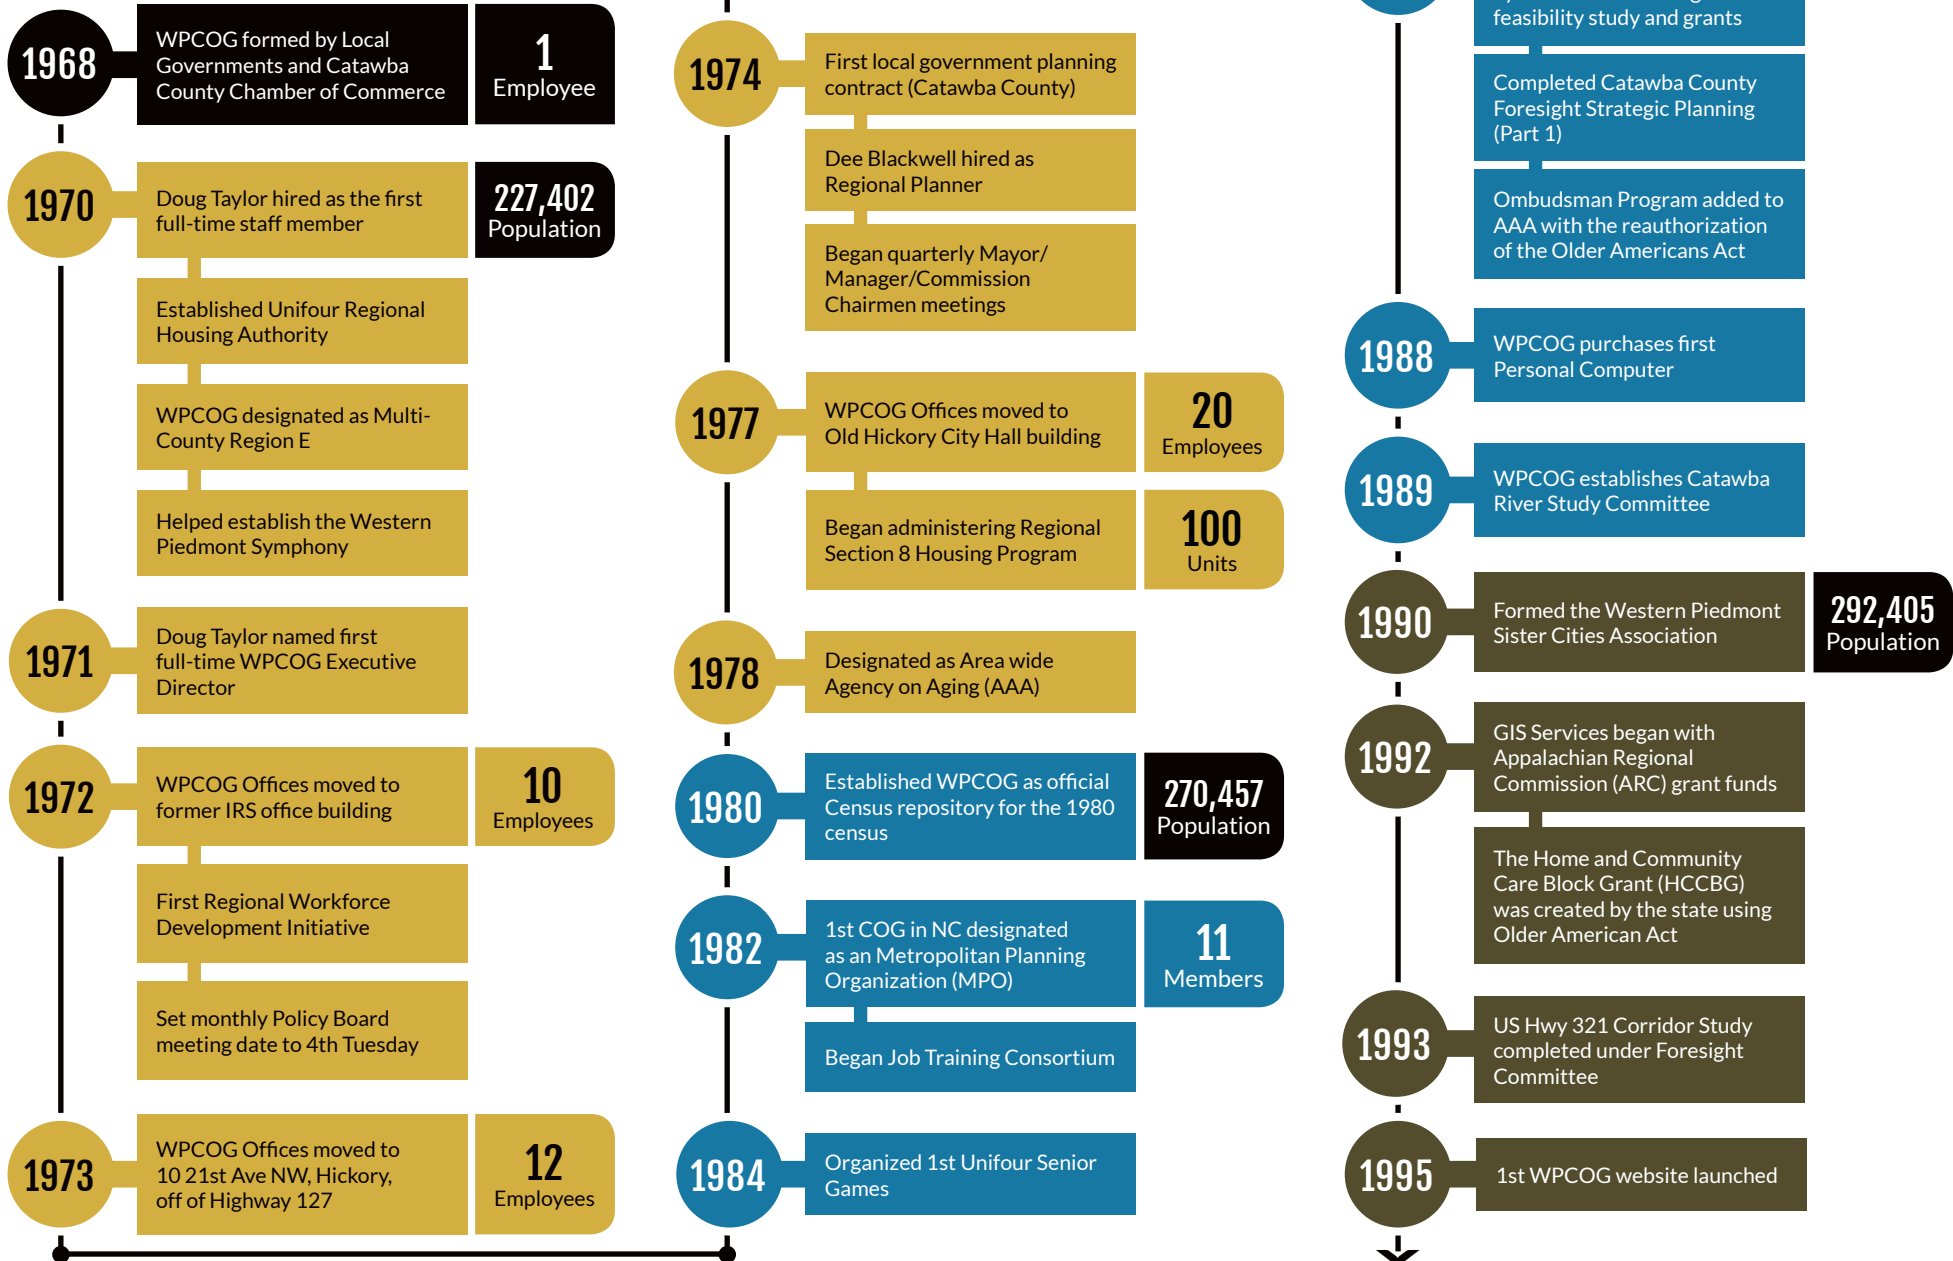 1968
WPCOG formed by Local
Governments and Catawba
County Chamber of Commerce
1
Employee
1970
Doug Taylor hired as the first
full-time staff member
227,402
Population
Established Unifour Regional
Housing Authority
WPCOG designated as Multi-
County Region E
Helped establish the Western
Piedmont Symphony
1971
Doug Taylor named first
full-time WPCOG Executive
Director
1972
WPCOG Offices moved to
former IRS office building
10
Employees
First Regional Workforce
Development Initiative
Set monthly Policy Board
meeting date to 4th Tuesday
1973
WPCOG Offices moved to
10 21st Ave NW, Hickory,
off of Highway 127
12
Employees
1974
First local government planning
contract (Catawba County)
Dee Blackwell hired as
Regional Planner
Began quarterly Mayor/
Manager/Commission
Chairmen meetings
1977
WPCOG Offices moved to
Old Hickory City Hall building
20
Employees
Began administering Regional
Section 8 Housing Program
100
Units
1978
Designated as Area wide
Agency on Aging (AAA)
1980
Established WPCOG as official
Census repository for the 1980
census
270,457
Population
1982
1st COG in NC designated
as an Metropolitan Planning
Organization (MPO)
11
Members
Began Job Training Consortium
1984
Organized 1st Unifour Senior
Games
feasibility study and grants
Completed Catawba County
Foresight Strategic Planning
(Part 1)
Ombudsman Program added to
AAA with the reauthorization
of the Older Americans Act
1988
WPCOG purchases first
Personal Computer
1989
WPCOG establishes Catawba
River Study Committee
1990
Formed the Western Piedmont
Sister Cities Association
292,405
Population
1992
GIS Services began with
Appalachian Regional
Commission (ARC) grant funds
The Home and Community
Care Block Grant (HCCBG)
was created by the state using
Older American Act
1993
US Hwy 321 Corridor Study
completed under Foresight
Committee
1995
1st WPCOG website launched